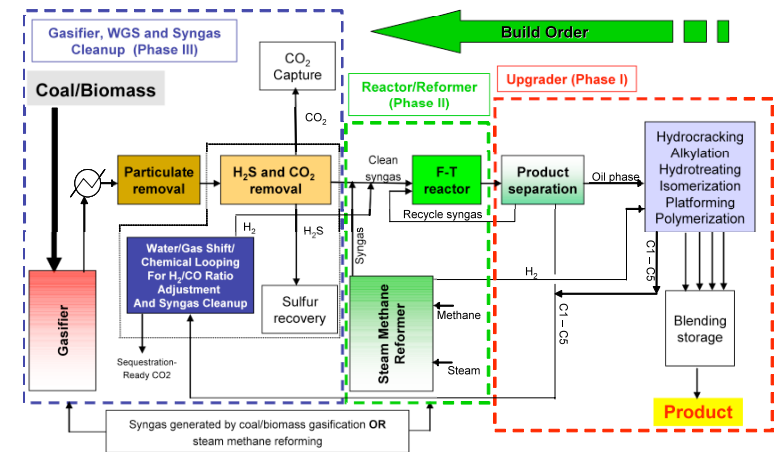 Gasifier, WGS and Syngas
Cleanup (Phase III)
Build Order
CO2
Capture
Reactor/Reformer
(Phase II)
Upgrader (Phase I)
Coal/Biomass
CO2
Particulate
removal
H2S and CO2
removal
Clean
syngas
F-T
reactor
Product
separation
Oil phase
Hydrocracking
Alkylation
Hydrotreating
Isomerization
Platforming
Polymerization
Recycle syngas
H2
H2S
Syngas
Water/Gas Shift/
Chemical Looping
For H2/CO Ratio
Adjustment
And Syngas Cleanup
H2
C1 – C5
Gasifier
Sulfur
recovery
Steam Methane
Reformer
Methane
Steam
C1 – C5
Blending
storage
Sequestration-
Ready CO2
Product
Syngas generated by coal/biomass gasification OR
steam methane reforming